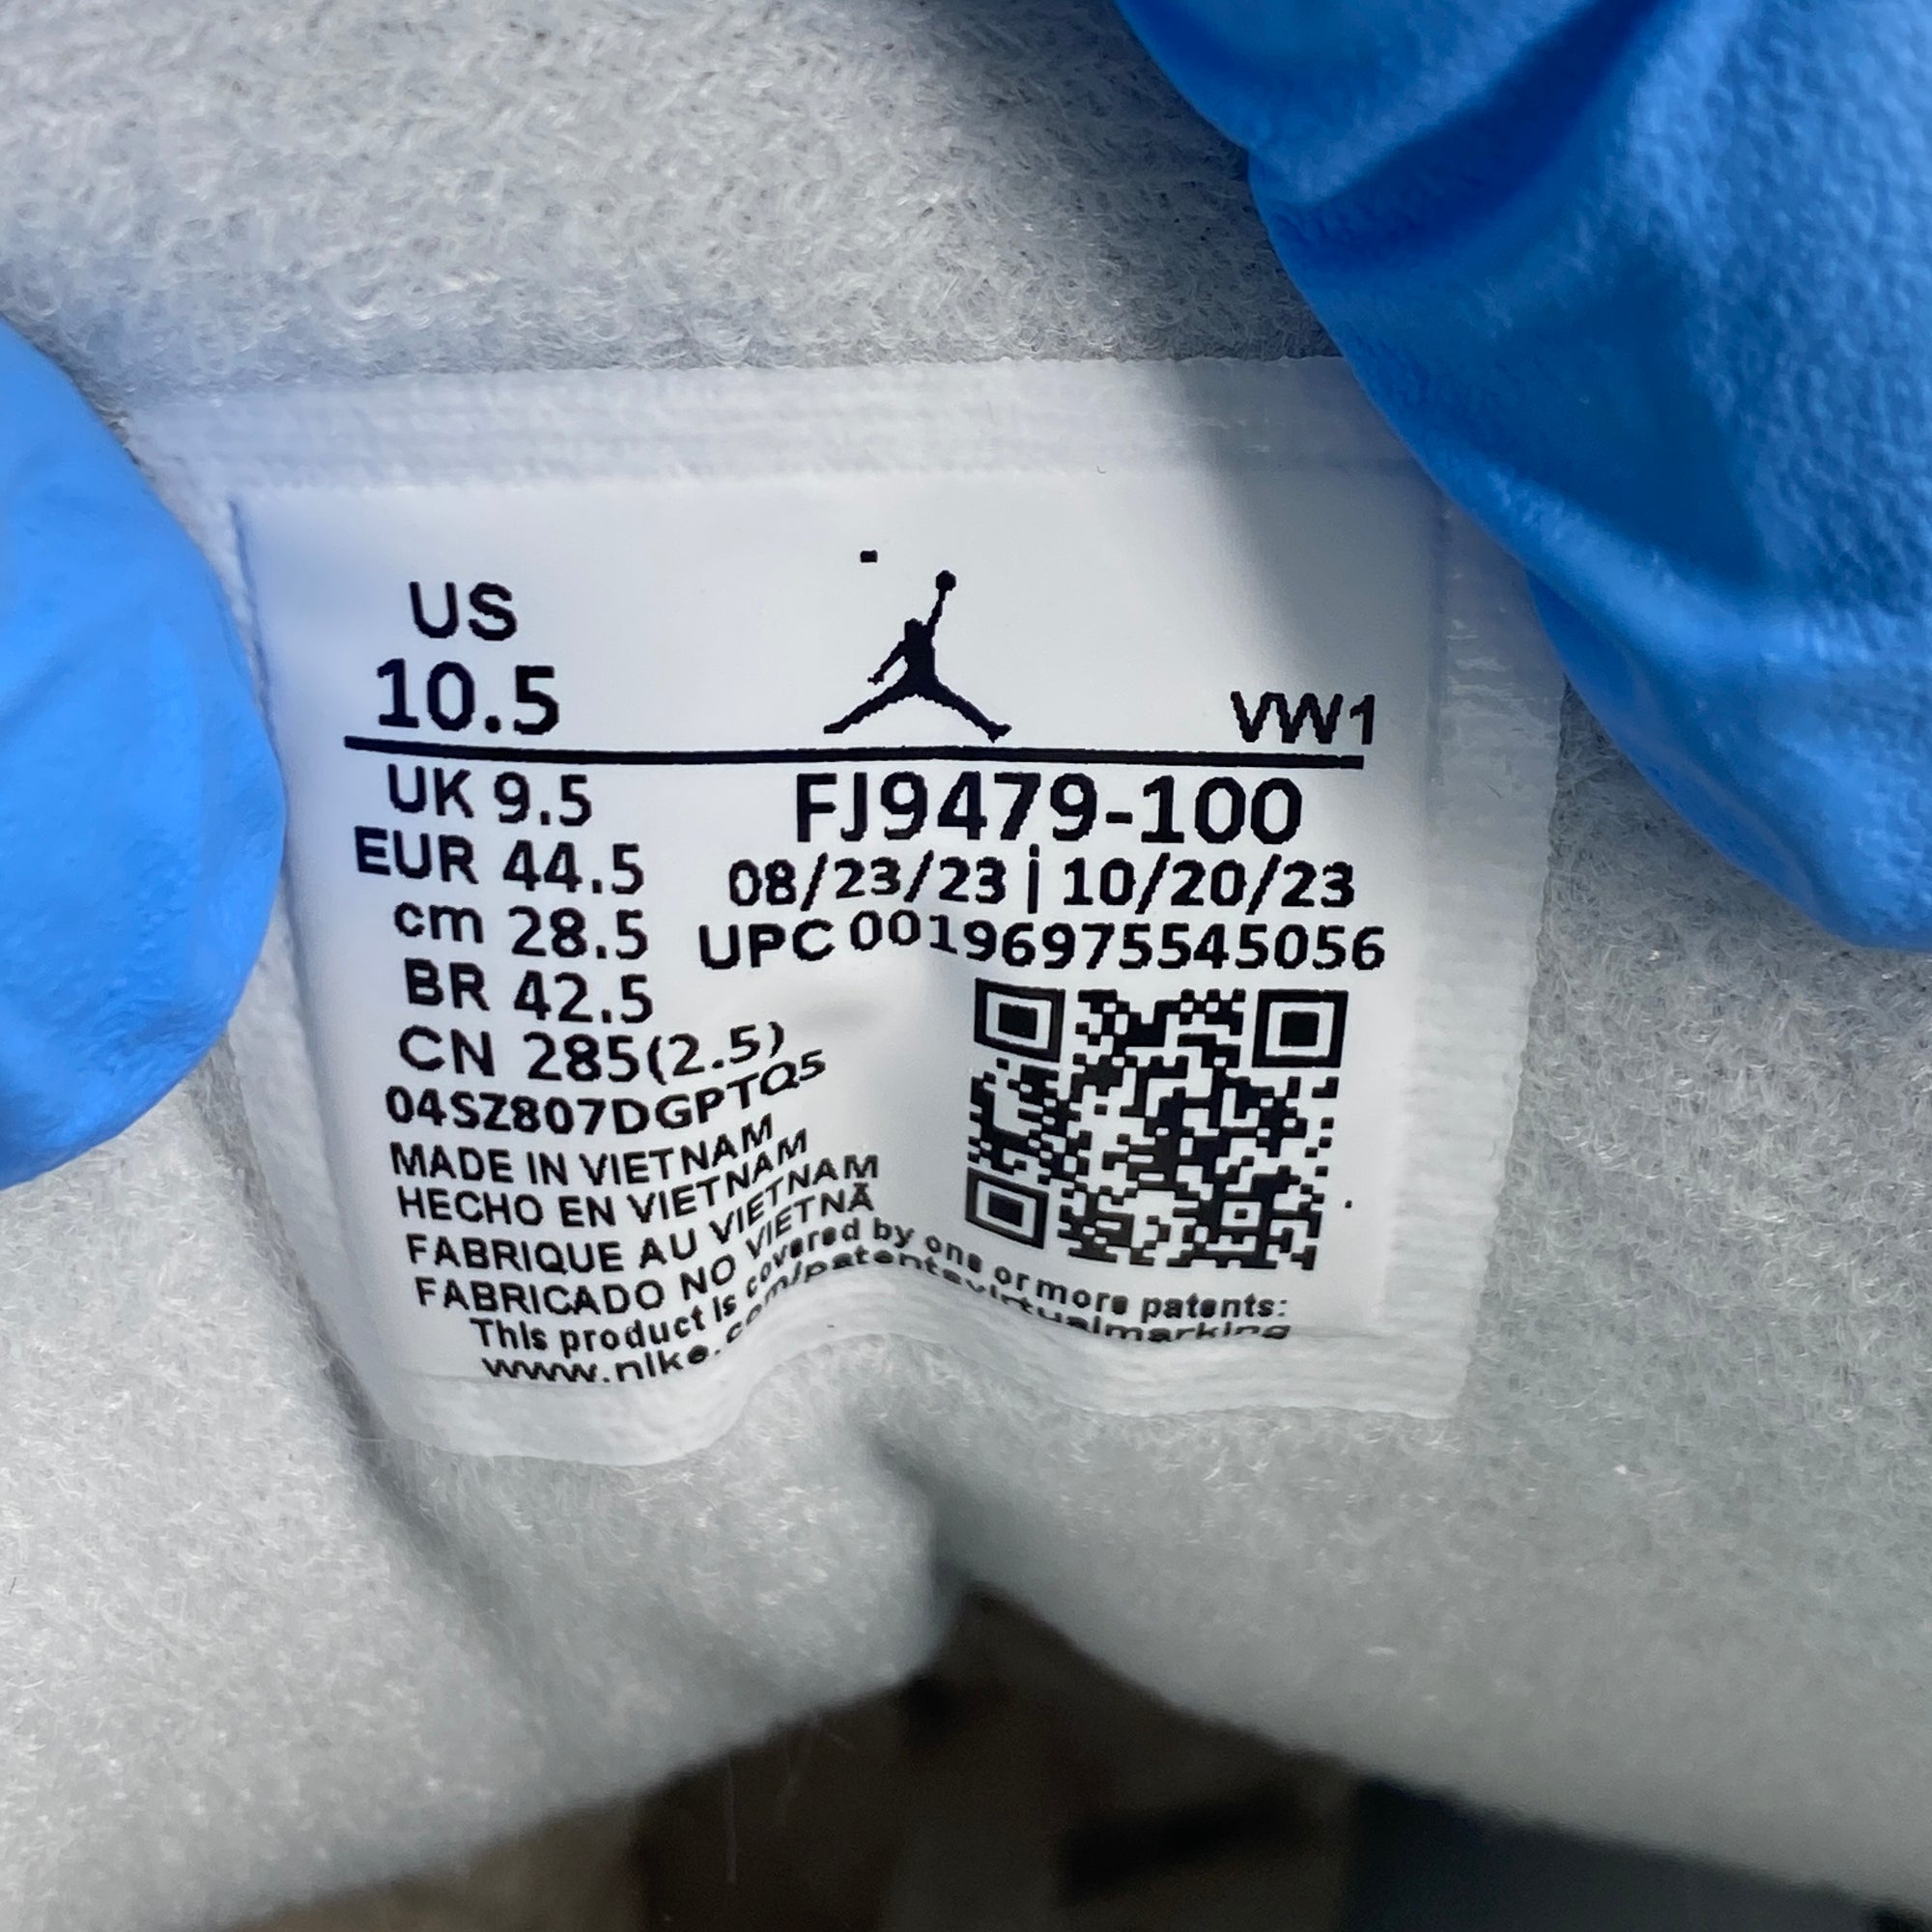 US
10.5
VW1
UK 9.5
FJ9479-100
EUR 44.5
08/23/23 | 10/20/23
cm 28.5
UPC 00196975545056
BR 42.5
CN 285(2.5)
04SZ807DGPTQ5
MADE IN VIETNAM
HECHO EN VIETNAM
FABRIQUE AU VIETNAM
FABRICADO NO VIETNÃ
This product is covered by one or more patents:
www.nike.com/patentsvirtualmarking